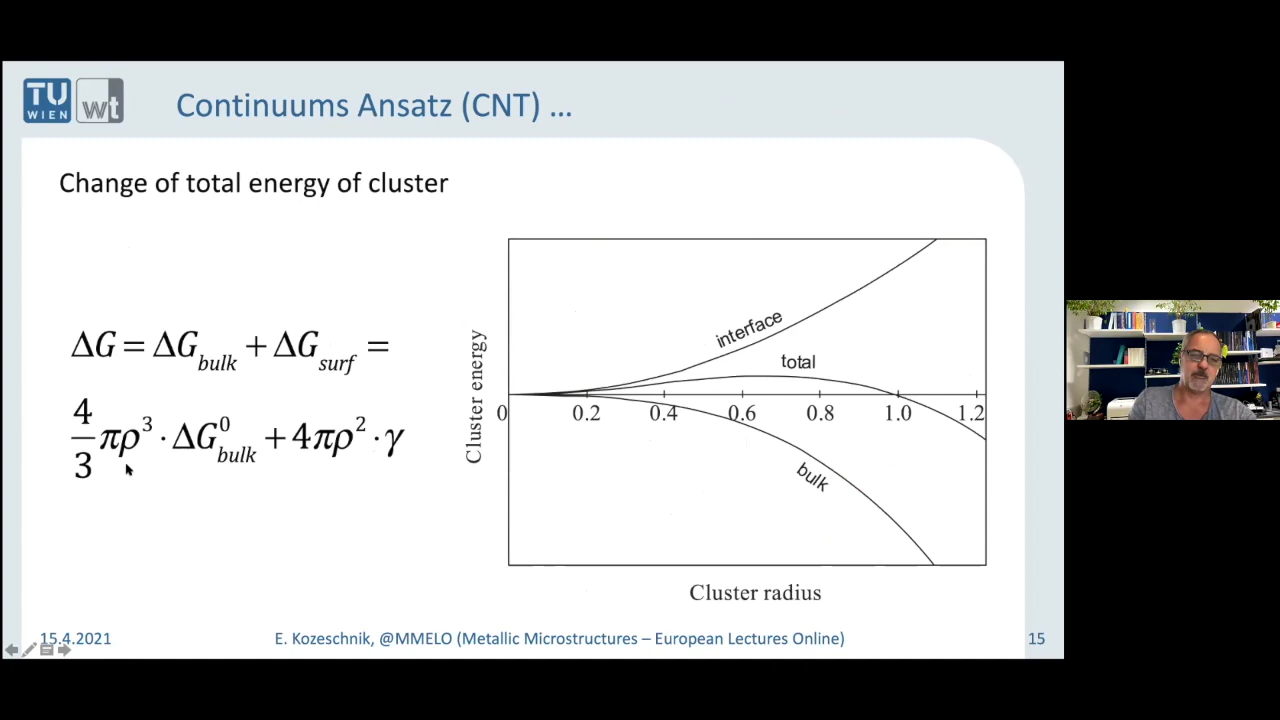 TU
WIEN
wt
Continuums Ansatz (CNT) ...
Change of total energy of cluster
ΔG = ΔG_bulk + ΔG_surf =
4/3 πρ³ · ΔG⁰_bulk + 4πρ² · γ
Cluster energy
interface
total
bulk
0 0.2 0.4 0.6 0.8 1.0 1.2
Cluster radius
15.4.2021
E. Kozeschnik, @MMELO (Metallic Microstructures – European Lectures Online)
15